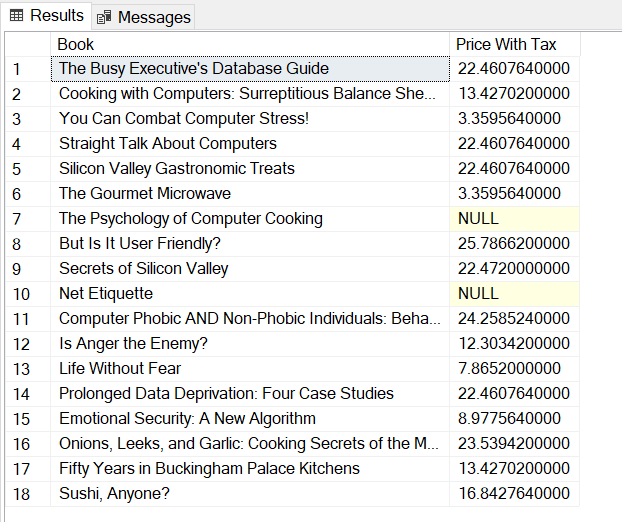 Results Messages
Book Price With Tax
1 The Busy Executive's Database Guide 22.4607640000
2 Cooking with Computers: Surreptitious Balance She... 13.4270200000
3 You Can Combat Computer Stress! 3.3595640000
4 Straight Talk About Computers 22.4607640000
5 Silicon Valley Gastronomic Treats 22.4607640000
6 The Gourmet Microwave 3.3595640000
7 The Psychology of Computer Cooking NULL
8 But Is It User Friendly? 25.7866200000
9 Secrets of Silicon Valley 22.4720000000
10 Net Etiquette NULL
11 Computer Phobic AND Non-Phobic Individuals: Beha... 24.2585240000
12 Is Anger the Enemy? 12.3034200000
13 Life Without Fear 7.8652000000
14 Prolonged Data Deprivation: Four Case Studies 22.4607640000
15 Emotional Security: A New Algorithm 8.9775640000
16 Onions, Leeks, and Garlic: Cooking Secrets of the M... 23.5394200000
17 Fifty Years in Buckingham Palace Kitchens 13.4270200000
18 Sushi, Anyone? 16.8427640000